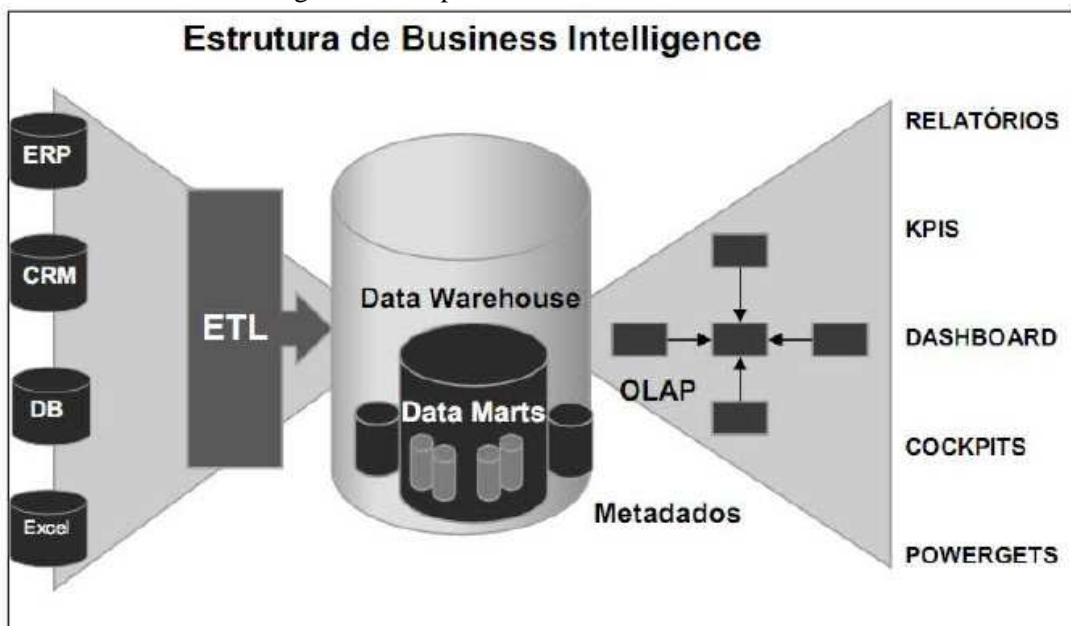 Estrutura de Business Intelligence
ERP
CRM
DB
Excel
ETL
Data Warehouse
Data Marts
Metadados
OLAP
RELATÓRIOS
KPIS
DASHBOARD
COCKPITS
POWERGETS